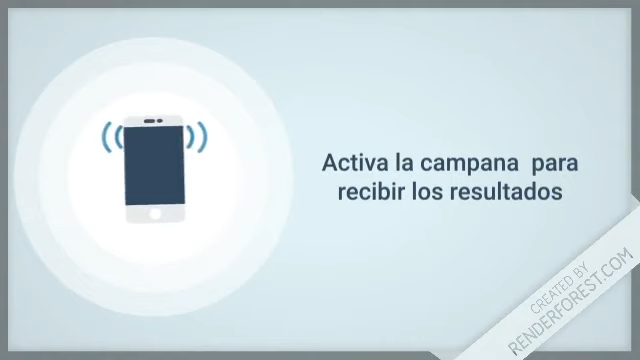 Activa la campana  para
recibir los resultados
CREATED BY
RENDERFOREST.COM